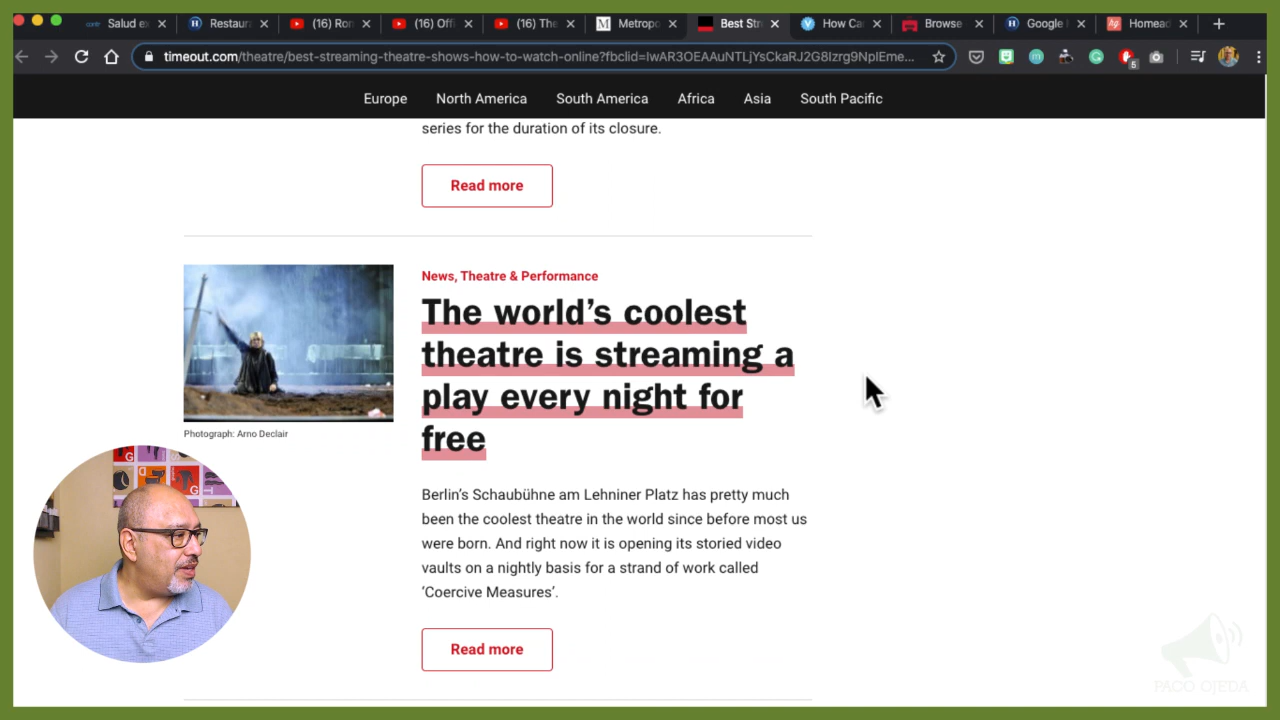 Salud ex
Restaur
(16) Ror
(16) Offi
(16) The
Metrop
Best Str
How Ca
Browse
Google
Homead
timeout.com/theatre/best-streaming-theatre-shows-how-to-watch-online?fbclid=IwAR3OEAAuNTLjYsCkaRJ2G8Izrg9NpIEme...
5
Europe North America South America Africa Asia South Pacific
series for the duration of its closure.
Read more
News, Theatre & Performance
The world’s coolest
theatre is streaming a
play every night for
free
Photograph: Arno Declair
Berlin’s Schaubühne am Lehniner Platz has pretty much
been the coolest theatre in the world since before most us
were born. And right now it is opening its storied video
vaults on a nightly basis for a strand of work called
‘Coercive Measures’.
Read more
PACO OJEDA